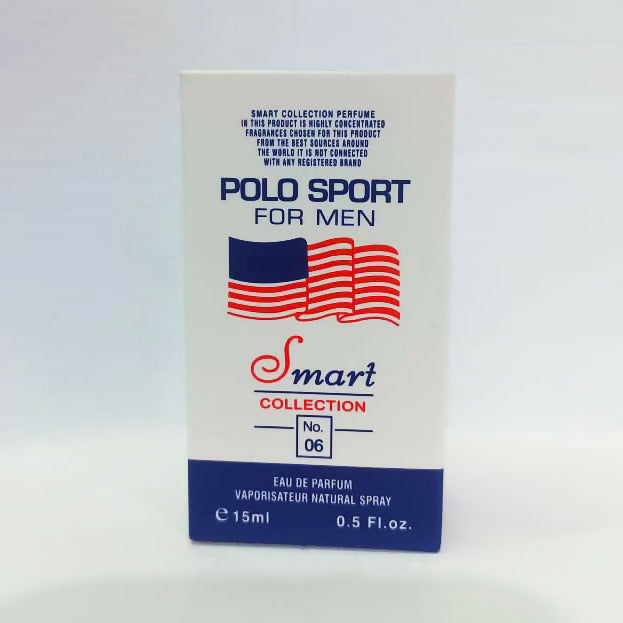 SMART COLLECTION PERFUME
IN THIS PRODUCT IS HIGHLY CONCENTRATED
FRAGRANCES CHOSEN FOR THIS PRODUCT
FROM THE BEST SOURCES AROUND
THE WORLD IT IS NOT CONNECTED
WITH ANY REGISTERED BRAND
POLO SPORT
FOR MEN
Smart
COLLECTION
No.
06
EAU DE PARFUM
VAPORISATEUR NATURAL SPRAY
℮ 15ml 0.5 Fl.oz.